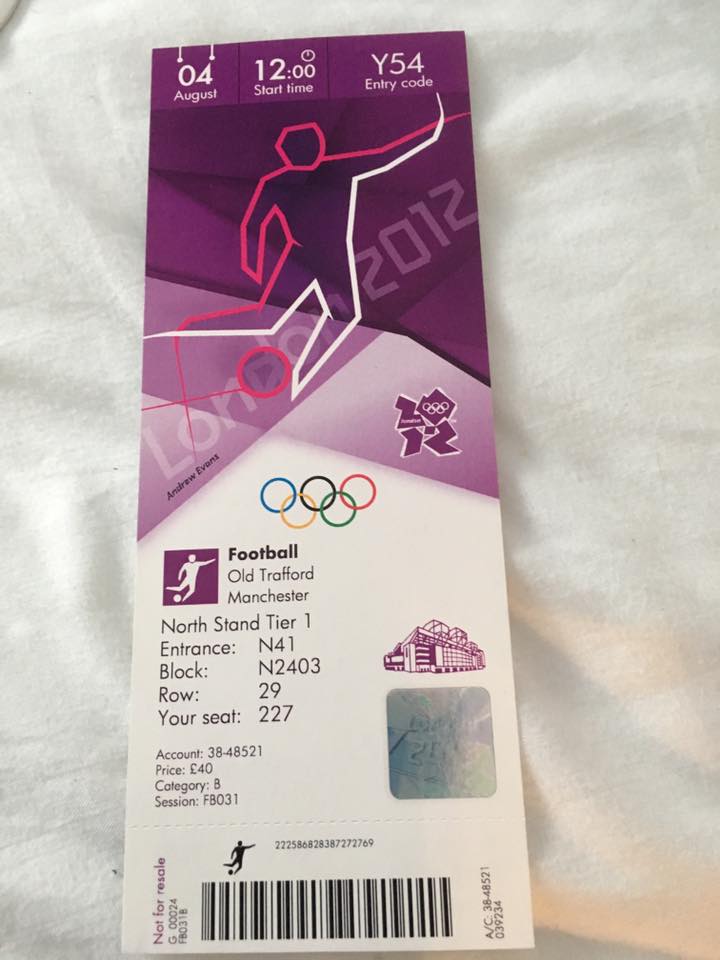 04
August
12:00
Start time
Y54
Entry code
London 2012
Andrew Evans
Football
Old Trafford
Manchester
North Stand Tier 1
Entrance: N41
Block: N2403
Row: 29
Your seat: 227
Account: 38-48521
Price: £40
Category: B
Session: FB031
222586828387272769
Not for resale
G. 00024
FB031B
A/C: 38-48521
039234